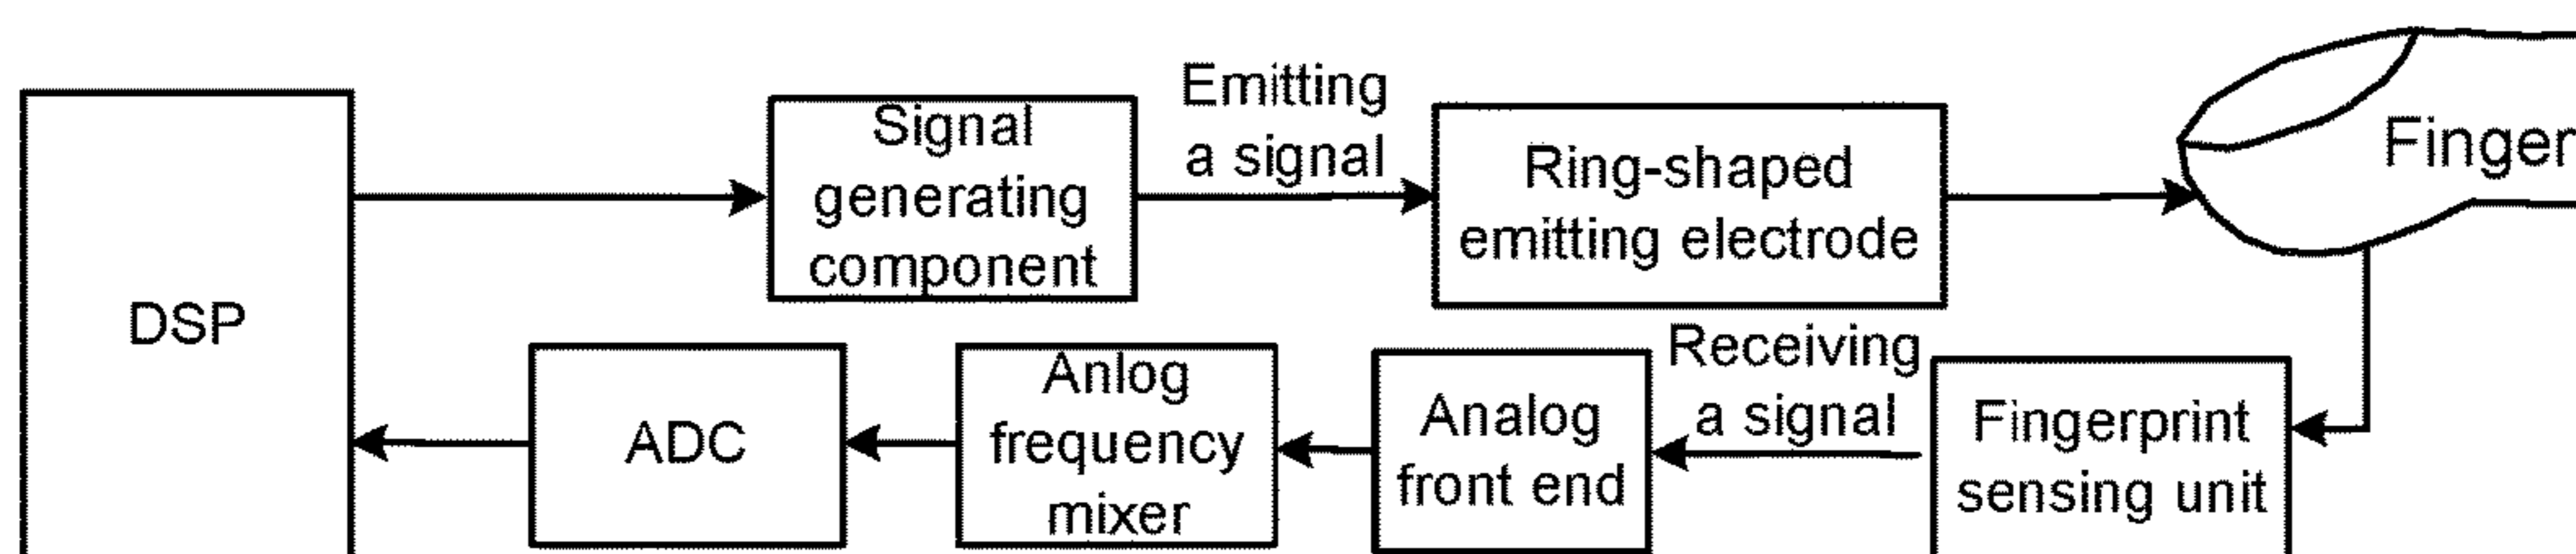 DSP
Signal
generating
component
Emitting
a signal
Ring-shaped
emitting electrode
Finger
ADC
Anlog
frequency
mixer
Analog
front end
Receiving
a signal
Fingerprint
sensing unit